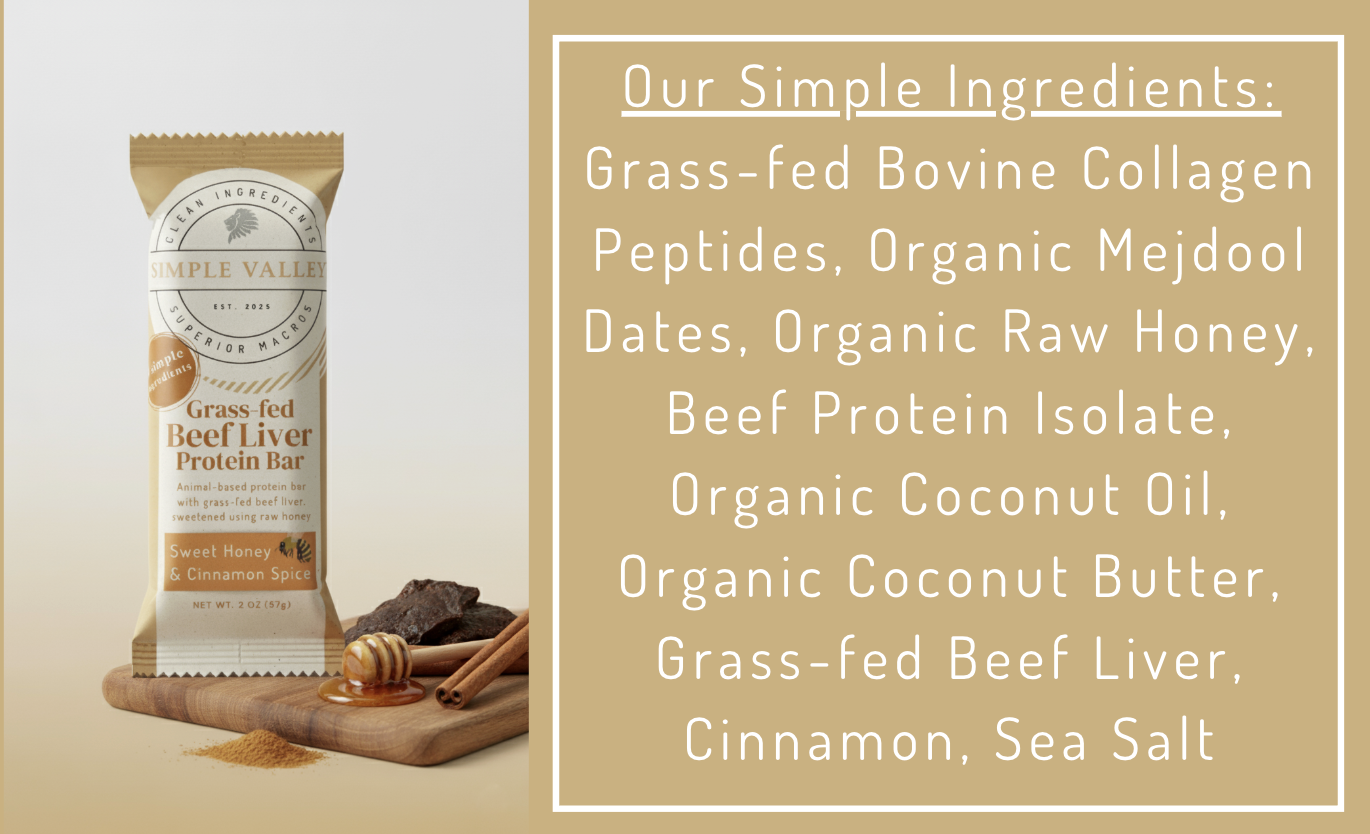 CLEAN INGREDIENTS
SIMPLE VALLEY
EST. 2025
SUPERIOR MACROS
simple
ingredients
Grass-fed
Beef Liver
Protein Bar
Animal-based protein bar
with grass-fed beef liver,
sweetened using raw honey
Sweet Honey
& Cinnamon Spice
NET WT. 2 OZ (57g)
Our Simple Ingredients:
Grass-fed Bovine Collagen
Peptides, Organic Mejdool
Dates, Organic Raw Honey,
Beef Protein Isolate,
Organic Coconut Oil,
Organic Coconut Butter,
Grass-fed Beef Liver,
Cinnamon, Sea Salt